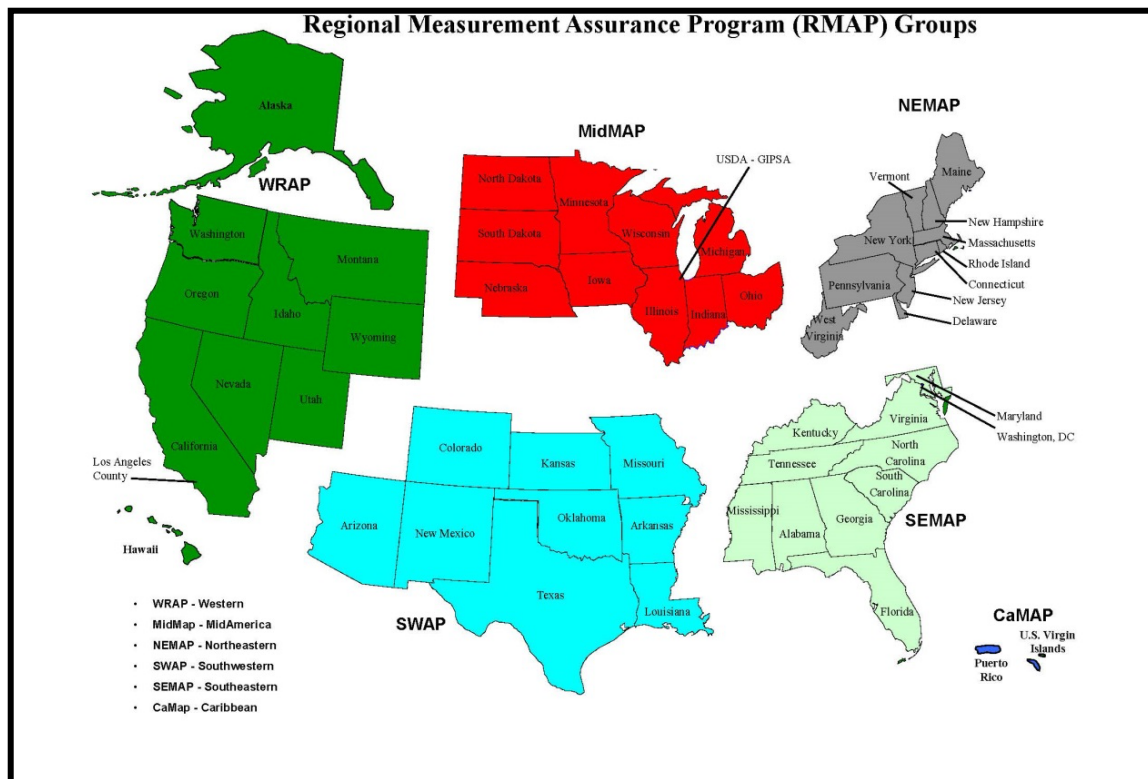 Regional Measurement Assurance Program (RMAP) Groups
Alaska
WRAP
Washington
Montana
Oregon
Idaho
Wyoming
Nevada
Utah
California
Los Angeles
County
Hawaii
MidMAP
USDA - GIPSA
North Dakota
Minnesota
South Dakota
Wisconsin
Michigan
Nebraska
Iowa
Illinois
Indiana
Ohio
NEMAP
Maine
Vermont
New Hampshire
Massachusetts
New York
Rhode Island
Connecticut
Pennsylvania
New Jersey
Delaware
West
Virginia
Colorado
Kansas
Missouri
Arizona
New Mexico
Oklahoma
Arkansas
Texas
Louisiana
SWAP
Maryland
Washington, DC
Virginia
Kentucky
North
Carolina
Tennessee
South
Carolina
Mississippi
Alabama
Georgia
SEMAP
Florida
CaMAP
U.S. Virgin
Islands
Puerto
Rico
• WRAP - Western
• MidMap - MidAmerica
• NEMAP - Northeastern
• SWAP - Southwestern
• SEMAP - Southeastern
• CaMap - Caribbean